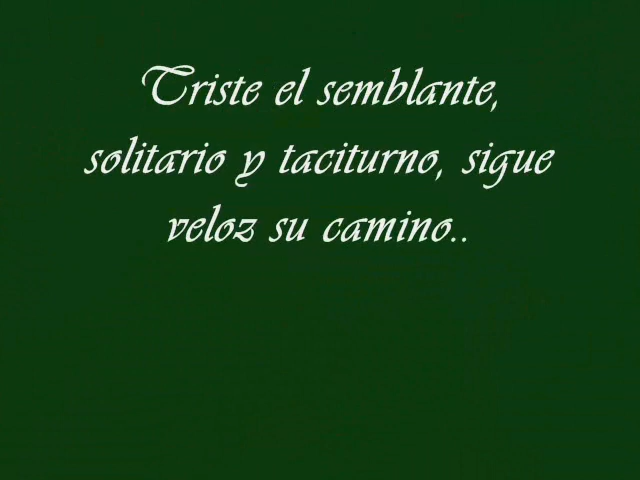 Triste el semblante,
solitario y taciturno, sigue
veloz su camino..